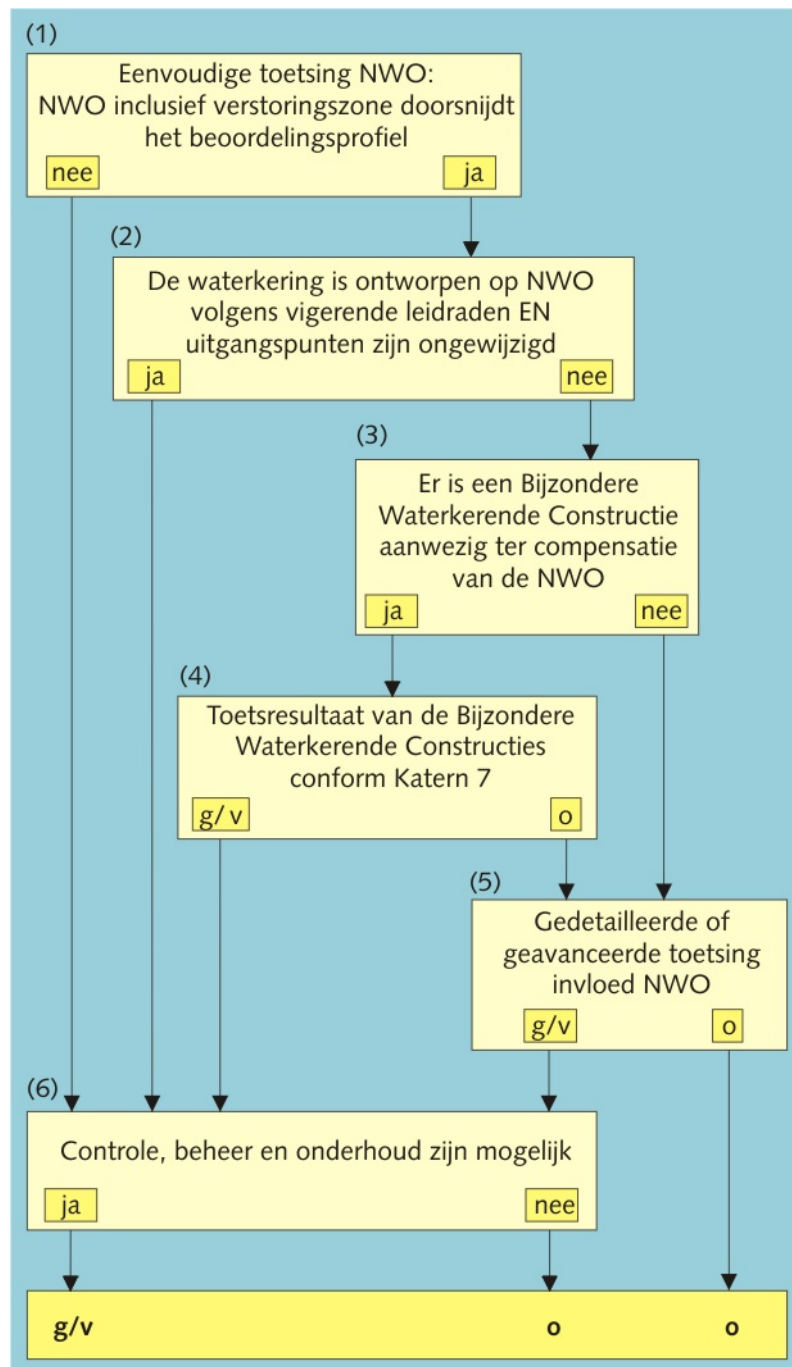 (1)
Eenvoudige toetsing NWO:
NWO inclusief verstoringszone doorsnijdt
het beoordelingsprofiel
nee ja
(2)
De waterkering is ontworpen op NWO
volgens vigerende leidraden EN
uitgangspunten zijn ongewijzigd
ja nee
(3)
Er is een Bijzondere
Waterkerende Constructie
aanwezig ter compensatie
van de NWO
ja nee
(4)
Toetsresultaat van de Bijzondere
Waterkerende Constructies
conform Katern 7
g/v o
(5)
Gedetailleerde of
geavanceerde toetsing
invloed NWO
g/v o
(6)
Controle, beheer en onderhoud zijn mogelijk
ja nee
g/v o o